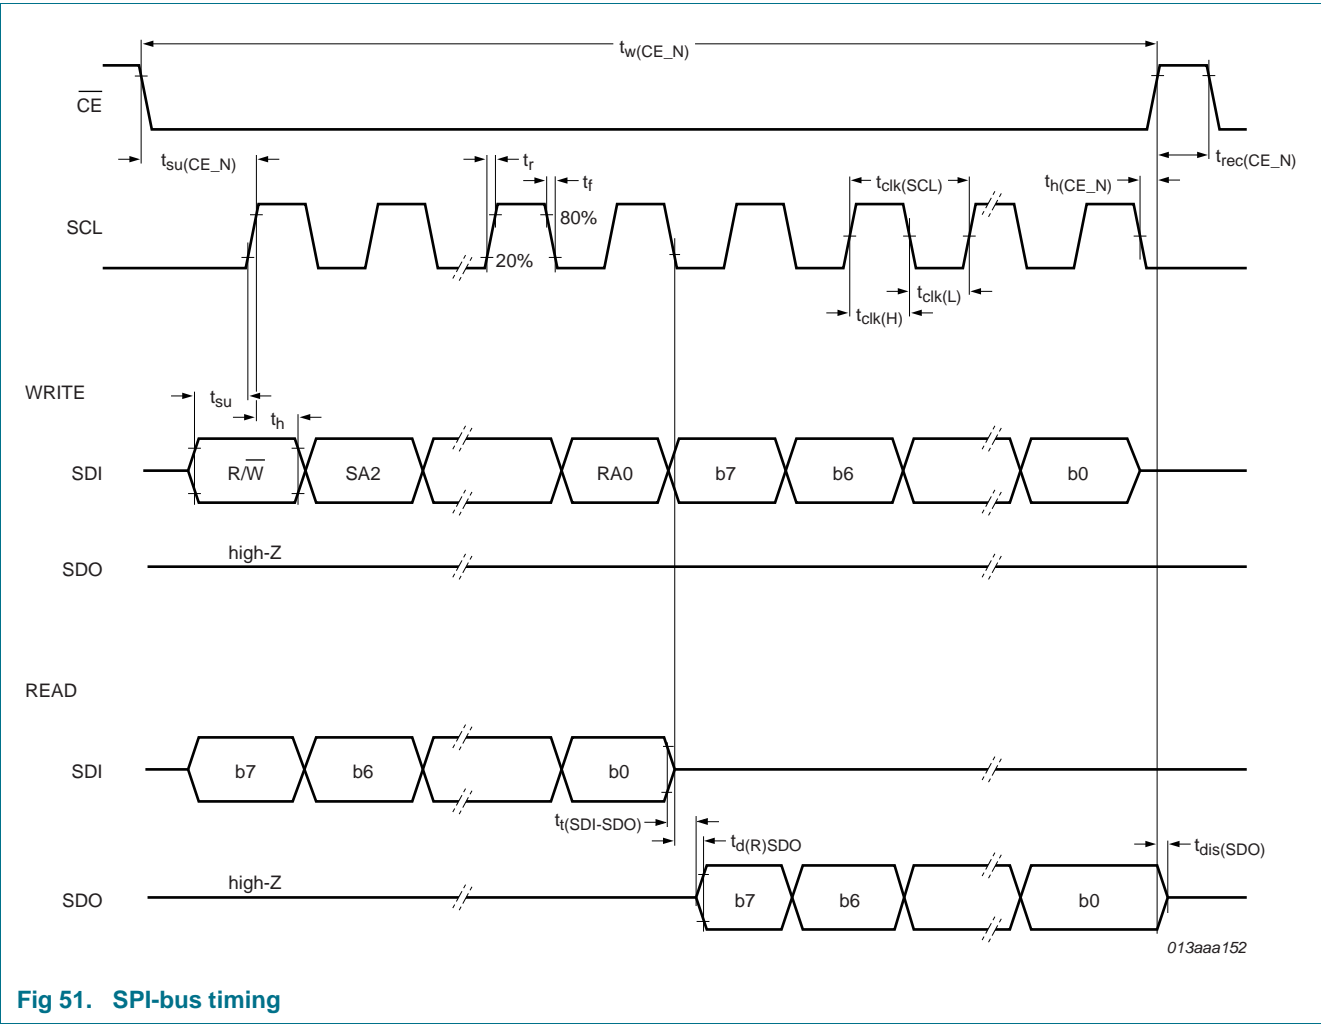 tw(CE_N)
CE
tsu(CE_N)
tr
tf
tclk(SCL)
th(CE_N)
trec(CE_N)
SCL
80%
20%
tclk(L)
tclk(H)
WRITE
tsu
th
SDI
R/W
SA2
RA0
b7
b6
b0
SDO
high-Z
READ
SDI
b7
b6
b0
tt(SDI-SDO)
td(R)SDO
tdis(SDO)
SDO
high-Z
b7
b6
b0
013aaa152
Fig 51. SPI-bus timing